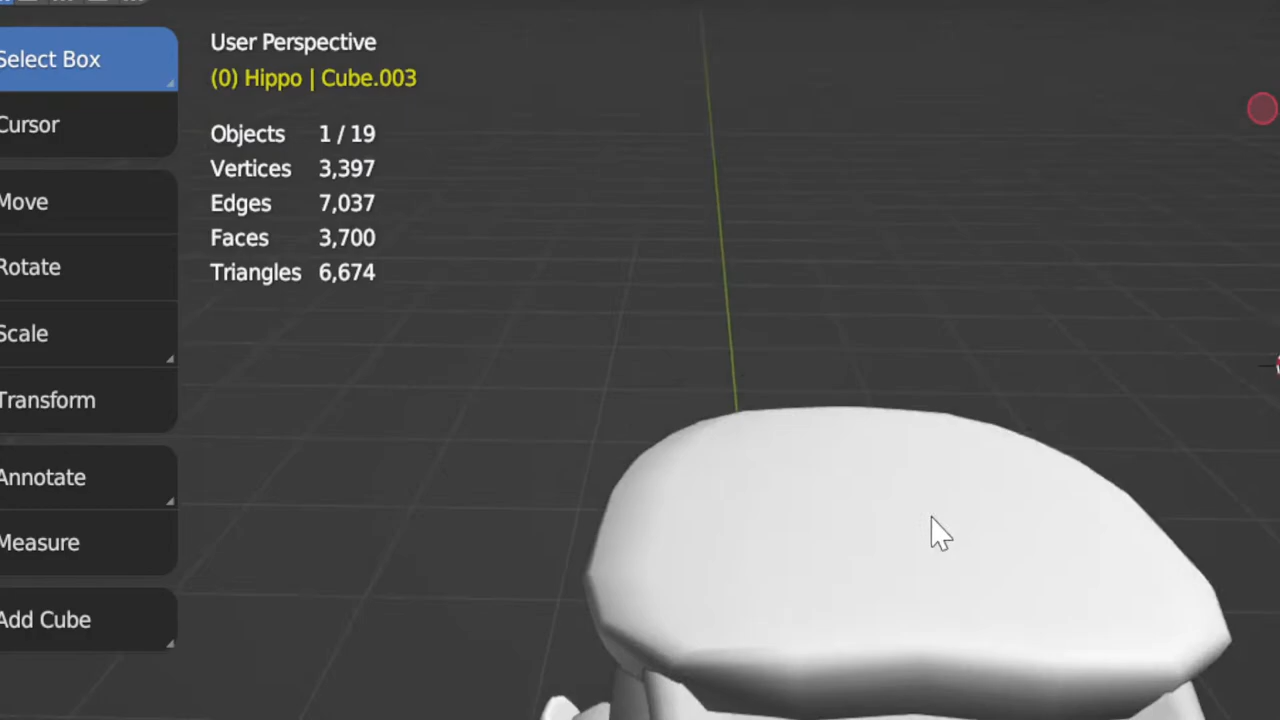 Select Box
Cursor
Move
Rotate
Scale
Transform
Annotate
Measure
Add Cube
User Perspective
(0) Hippo | Cube.003
Objects 1 / 19
Vertices 3,397
Edges 7,037
Faces 3,700
Triangles 6,674